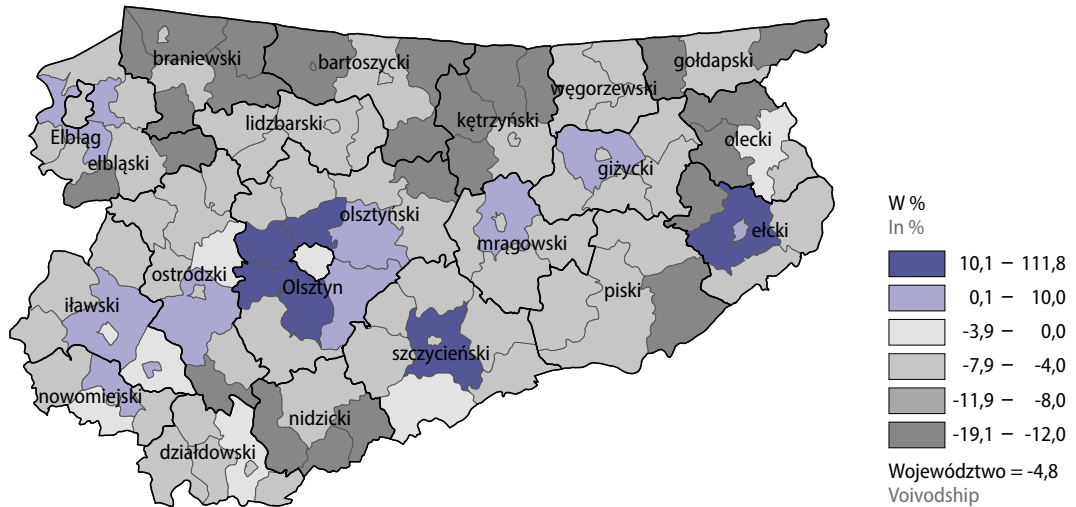 braniewski
bartoszycki
gołdapski
węgorzewski
kętrzyński
lidzbarski
olecki
Elbląg
elbląski
giżycki
olsztyński
mrągowski
ełcki
ostródzki
Olsztyn
piski
iławski
szczycieński
nowomiejski
nidzicki
działdowski
W %
In %
10,1 – 111,8
0,1 – 10,0
-3,9 – 0,0
-7,9 – -4,0
-11,9 – -8,0
-19,1 – -12,0
Województwo = -4,8
Voivodship